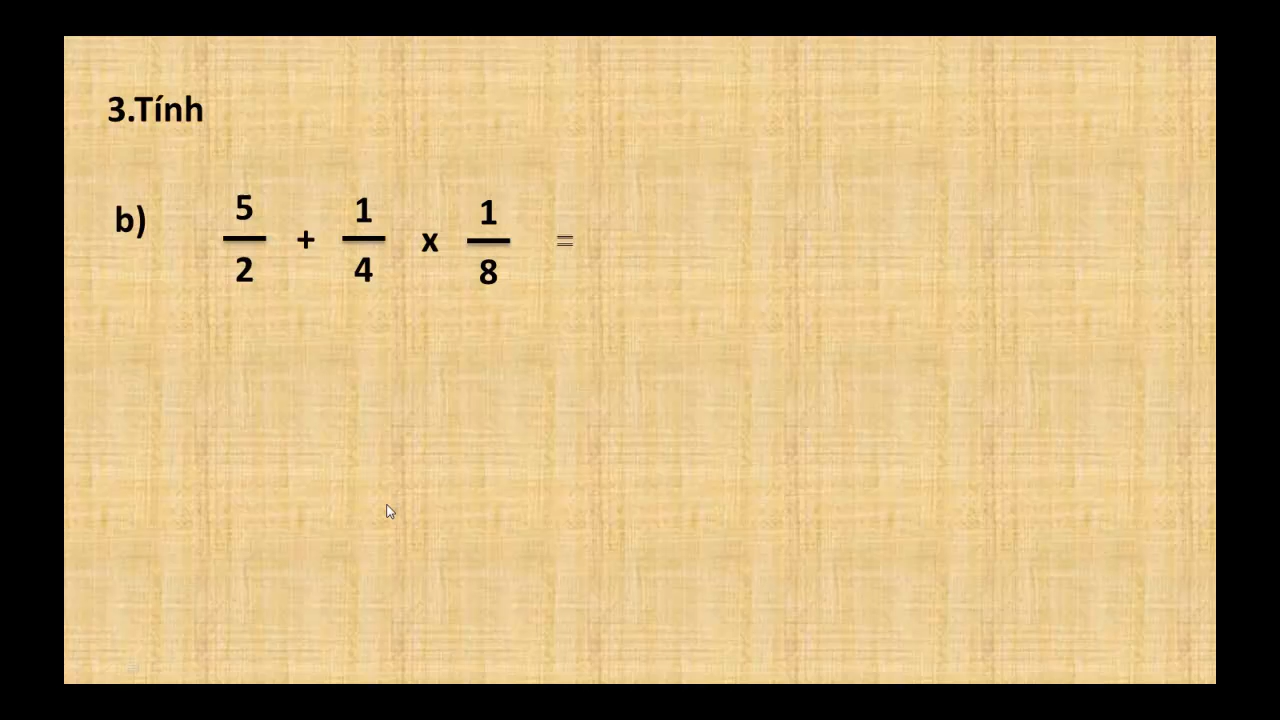 3.Tính
b) 5/2 + 1/4 x 1/8 =